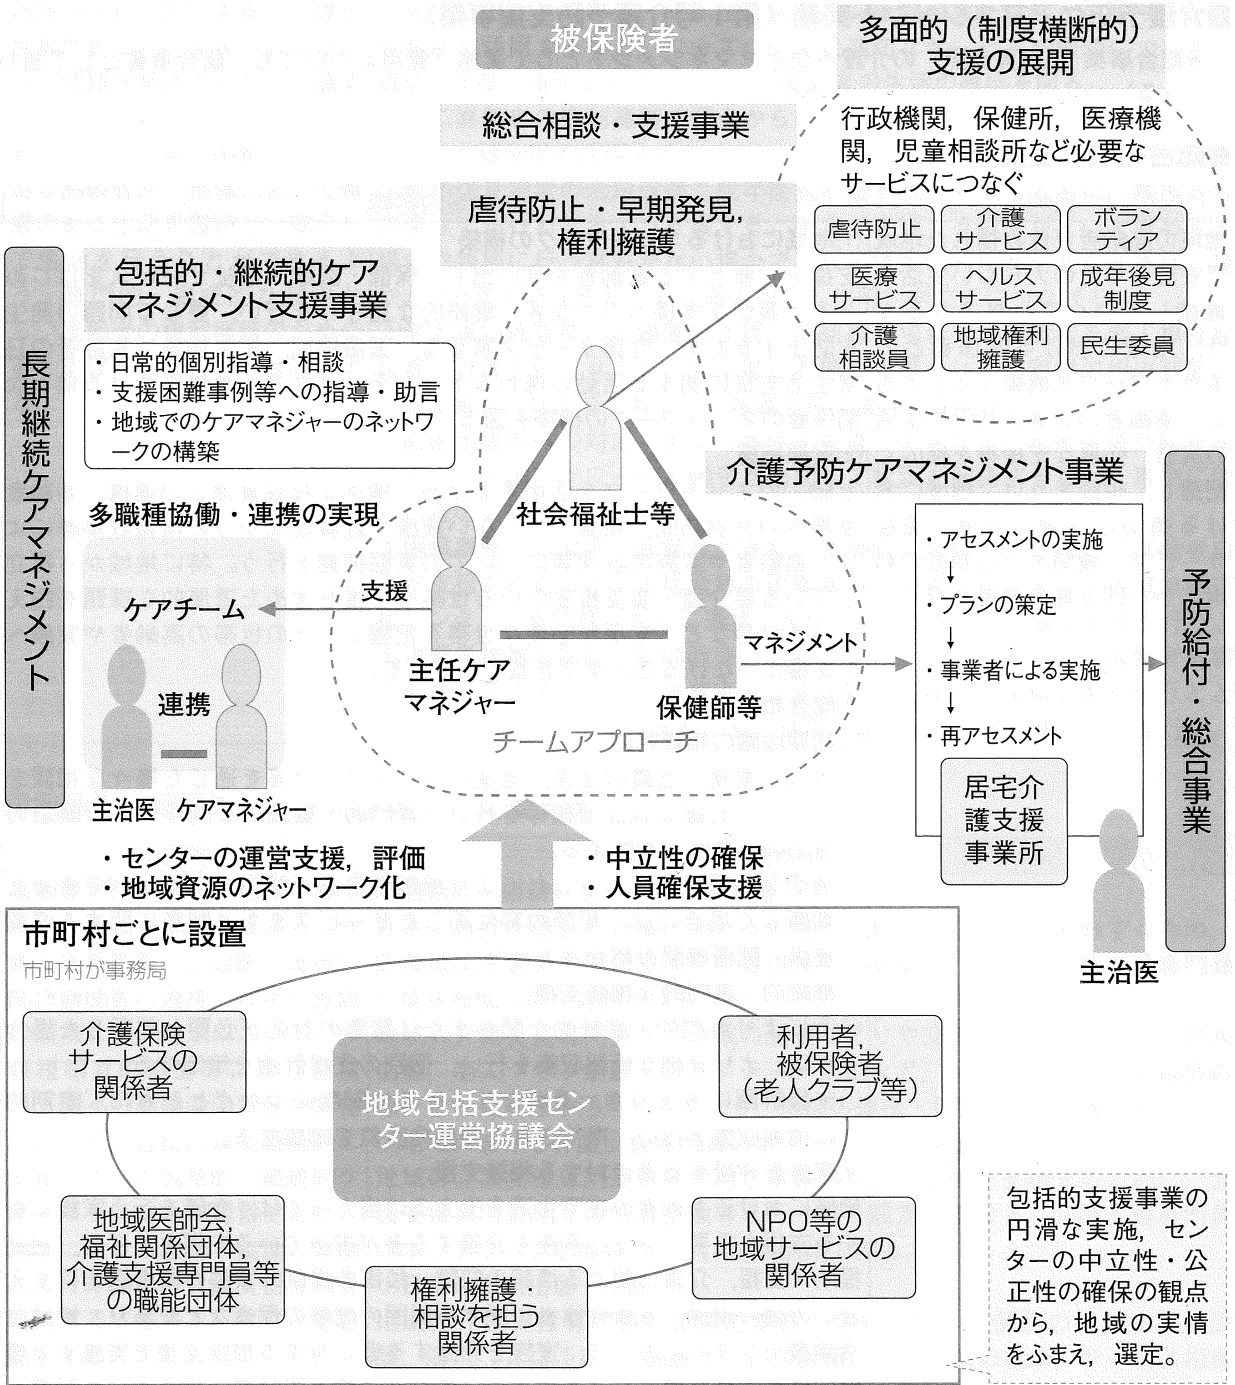 被保険者
総合相談・支援事業
虐待防止・早期発見,
権利擁護
多面的（制度横断的）
支援の展開
行政機関，保健所，医療機
関，児童相談所など必要な
サービスにつなぐ
虐待防止
介護
サービス
ボラン
ティア
医療
サービス
ヘルス
サービス
成年後見
制度
介護
相談員
地域権利
擁護
民生委員
長期継続ケアマネジメント
包括的・継続的ケア
マネジメント支援事業
・日常的個別指導・相談
・支援困難事例等への指導・助言
・地域でのケアマネジャーのネットワ
ークの構築
多職種協働・連携の実現
ケアチーム
連携
主治医
ケアマネジャー
支援
社会福祉士等
主任ケア
マネジャー
保健師等
チームアプローチ
マネジメント
介護予防ケアマネジメント事業
・アセスメントの実施
↓
・プランの策定
↓
・事業者による実施
↓
・再アセスメント
居宅介
護支援
事業所
主治医
予防給付・総合事業
・センターの運営支援，評価
・地域資源のネットワーク化
・中立性の確保
・人員確保支援
市町村ごとに設置
市町村が事務局
介護保険
サービスの
関係者
利用者，
被保険者
（老人クラブ等）
地域包括支援セン
ター運営協議会
地域医師会，
福祉関係団体，
介護支援専門員等
の職能団体
権利擁護・
相談を担う
関係者
NPO等の
地域サービスの
関係者
包括的支援事業の
円滑な実施，セン
ターの中立性・公
正性の確保の観点
から，地域の実情
をふまえ，選定。